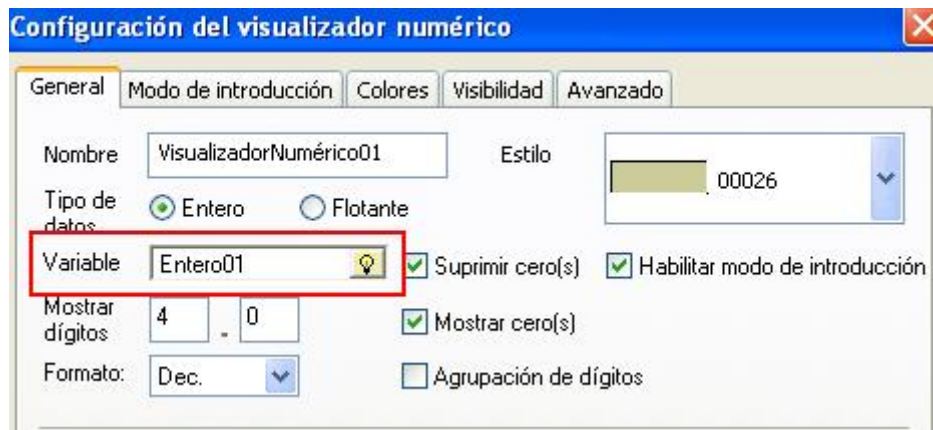 Configuración del visualizador numérico
General Modo de introducción Colores Visibilidad Avanzado
Nombre VisualizadorNumérico01 Estilo 00026
Tipo de datos Entero Flotante
Variable Entero01 Suprimir cero(s) Habilitar modo de introducción
Mostrar dígitos 4 . 0 Mostrar cero(s)
Formato: Dec. Agrupación de dígitos